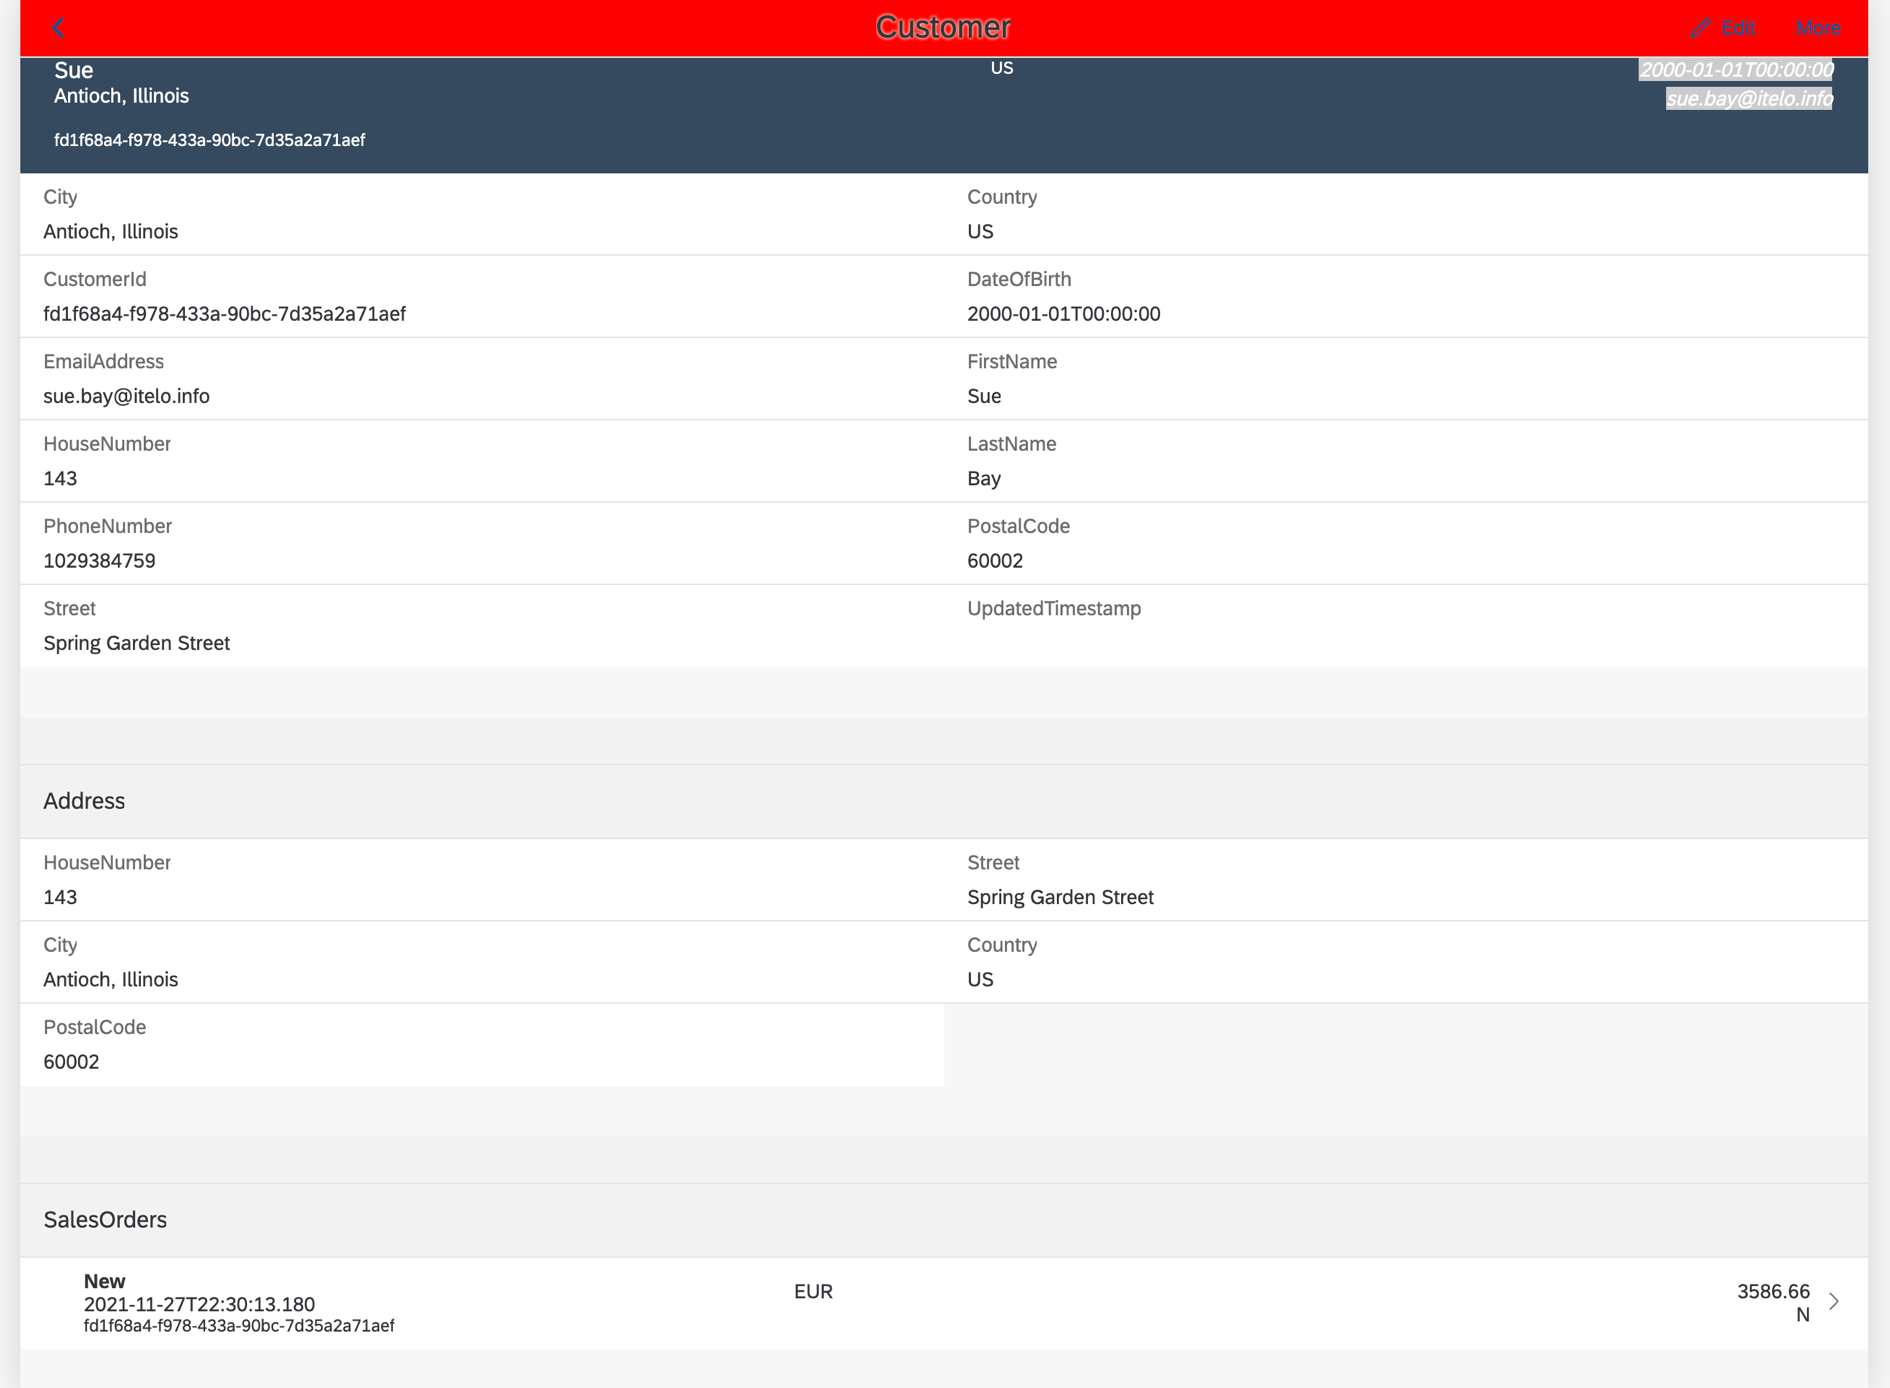 Customer
Edit
More
Sue
US
2000-01-01T00:00:00
Antioch, Illinois
sue.bay@itelo.info
fd1f68a4-f978-433a-90bc-7d35a2a71aef
City
Country
Antioch, Illinois
US
CustomerId
DateOfBirth
fd1f68a4-f978-433a-90bc-7d35a2a71aef
2000-01-01T00:00:00
EmailAddress
FirstName
sue.bay@itelo.info
Sue
HouseNumber
LastName
143
Bay
PhoneNumber
PostalCode
1029384759
60002
Street
UpdatedTimestamp
Spring Garden Street
Address
HouseNumber
Street
143
Spring Garden Street
City
Country
Antioch, Illinois
US
PostalCode
60002
SalesOrders
New
EUR
3586.66
2021-11-27T22:30:13.180
N
fd1f68a4-f978-433a-90bc-7d35a2a71aef